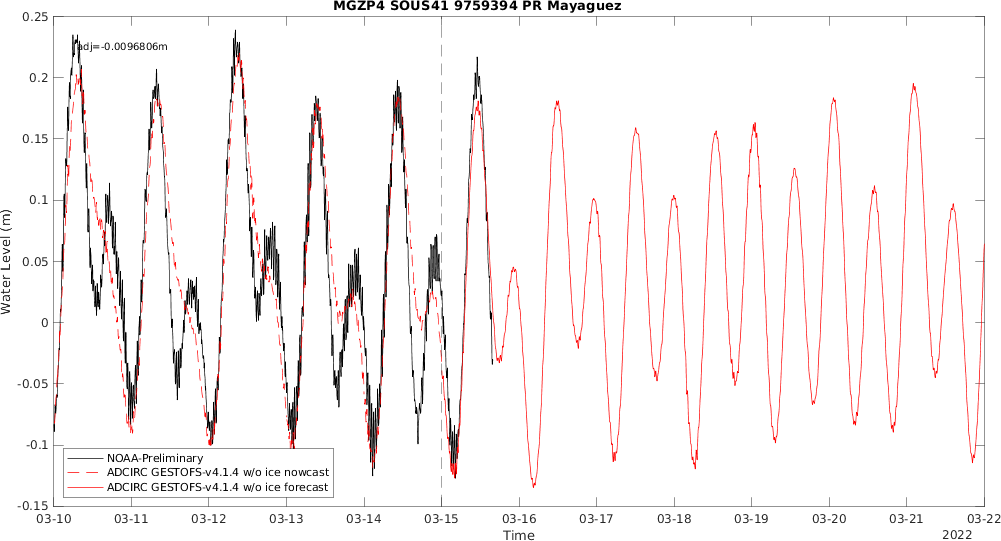 MGZP4 SOUS41 9759394 PR Mayaguez
0.25
adj=-0.0096806m
0.2
0.15
0.1
0.05
0
-0.05
-0.1
-0.15
Water Level (m)
NOAA-Preliminary
ADCIRC GESTOFS-v4.1.4 w/o ice nowcast
ADCIRC GESTOFS-v4.1.4 w/o ice forecast
03-10 03-11 03-12 03-13 03-14 03-15 03-16 03-17 03-18 03-19 03-20 03-21 03-22
Time
2022